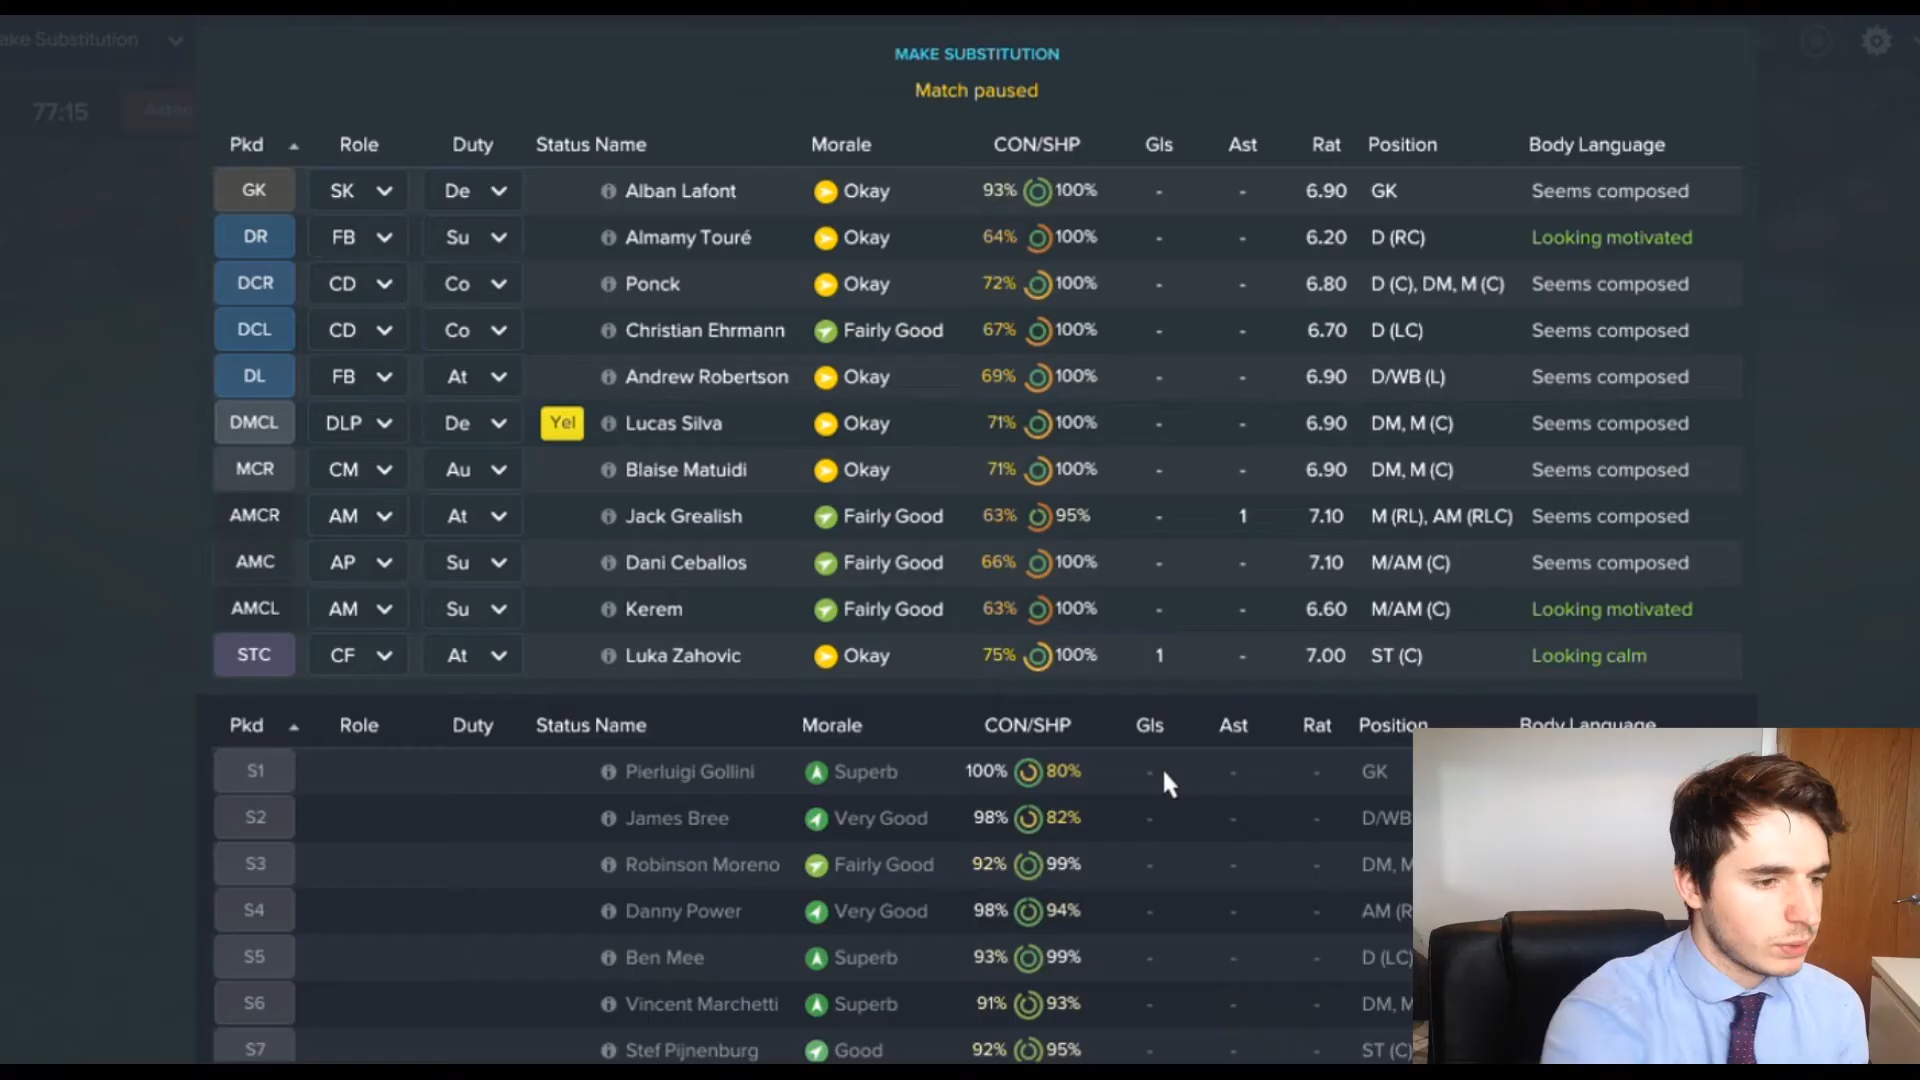 ake Substitution
MAKE SUBSTITUTION
Match paused
77:15
Pkd Role Duty Status Name Morale CON/SHP Gls Ast Rat Position Body Language
GK SK De Alban Lafont Okay 93% 100% - - 6.90 GK Seems composed
DR FB Su Almamy Touré Okay 64% 100% - - 6.20 D (RC) Looking motivated
DCR CD Co Ponck Okay 72% 100% - - 6.80 D (C), DM, M (C) Seems composed
DCL CD Co Christian Ehrmann Fairly Good 67% 100% - - 6.70 D (LC) Seems composed
DL FB At Andrew Robertson Okay 69% 100% - - 6.90 D/WB (L) Seems composed
DMCL DLP De Yel Lucas Silva Okay 71% 100% - - 6.90 DM, M (C) Seems composed
MCR CM Au Blaise Matuidi Okay 71% 100% - - 6.90 DM, M (C) Seems composed
AMCR AM At Jack Grealish Fairly Good 63% 95% - 1 7.10 M (RL), AM (RLC) Seems composed
AMC AP Su Dani Ceballos Fairly Good 66% 100% - - 7.10 M/AM (C) Seems composed
AMCL AM Su Kerem Fairly Good 63% 100% - - 6.60 M/AM (C) Looking motivated
STC CF At Luka Zahovic Okay 75% 100% 1 - 7.00 ST (C) Looking calm
Pkd Role Duty Status Name Morale CON/SHP Gls Ast Rat Position Body Language
S1 Pierluigi Gollini Superb 100% 80% - - - GK
S2 James Bree Very Good 98% 82% - - - D/WB
S3 Robinson Moreno Fairly Good 92% 99% - - - DM, M
S4 Danny Power Very Good 98% 94% - - - AM (R
S5 Ben Mee Superb 93% 99% - - - D (LC)
S6 Vincent Marchetti Superb 91% 93% - - - DM, M
S7 Stef Pijnenburg Good 92% 95% - - - ST (C)